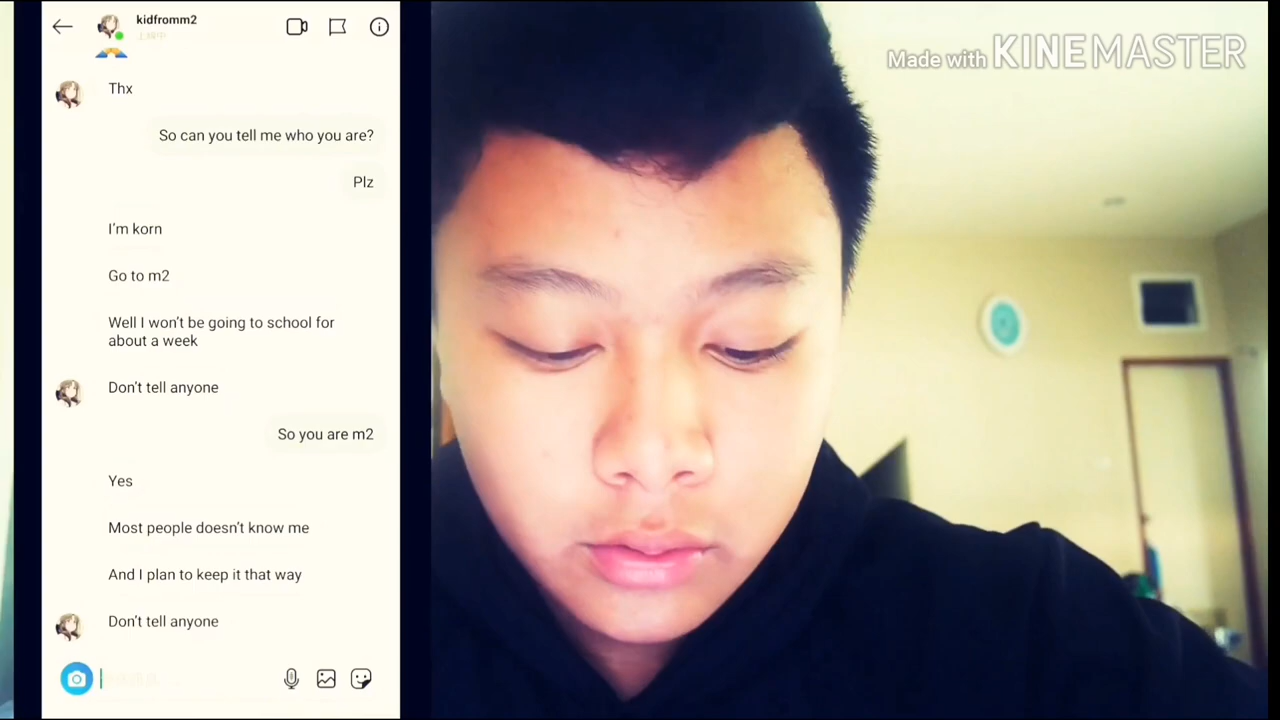 kidfromm2
Made with KINEMASTER
Thx
So can you tell me who you are?
Plz
I'm korn
Go to m2
Well I won't be going to school for
about a week
Don't tell anyone
So you are m2
Yes
Most people doesn't know me
And I plan to keep it that way
Don't tell anyone